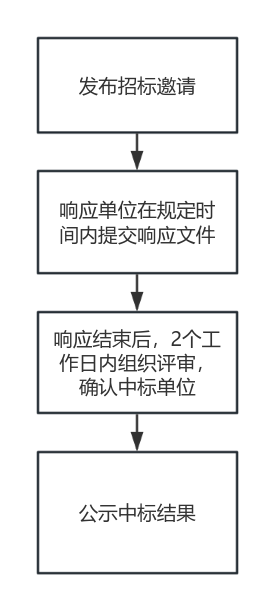 发布招标邀请
响应单位在规定时
间内提交响应文件
响应结束后，2个工
作日内组织评审，
确认中标单位
公示中标结果